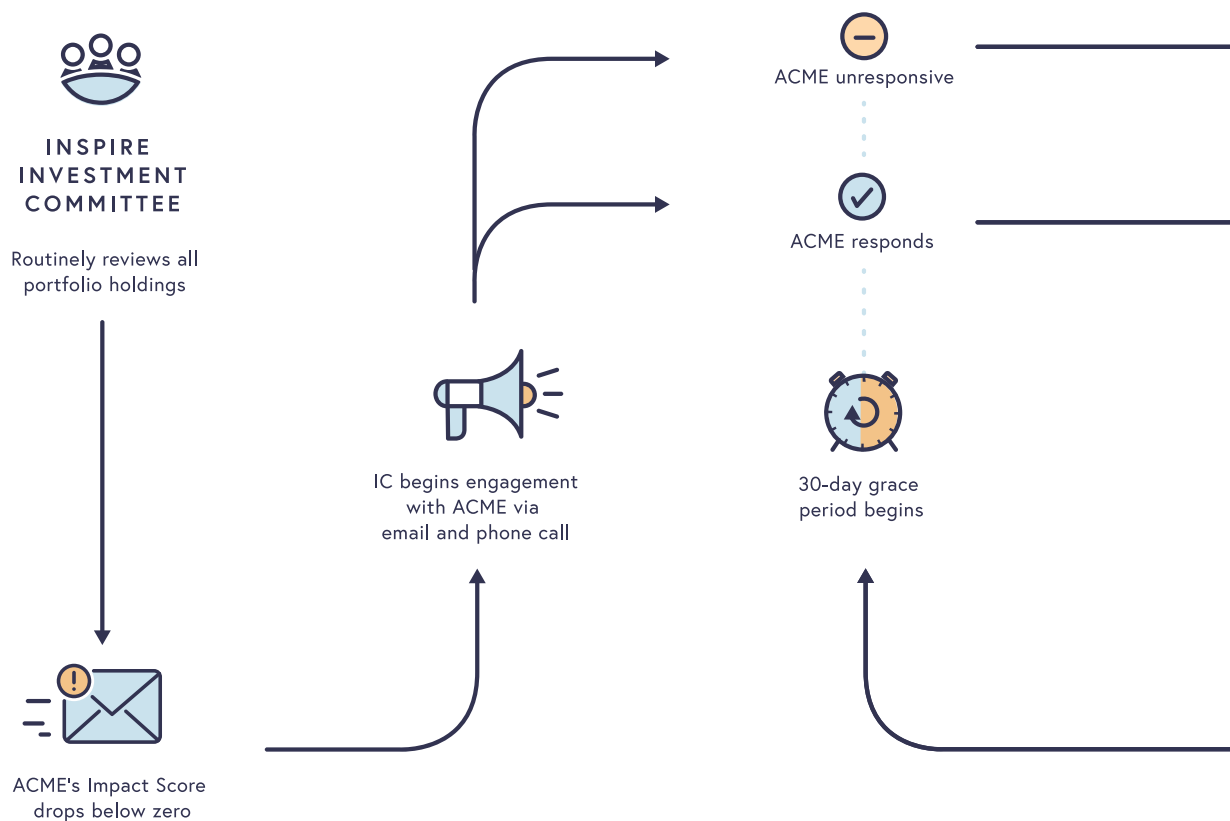 INSPIRE
INVESTMENT
COMMITTEE
Routinely reviews all
portfolio holdings
ACME's Impact Score
drops below zero
IC begins engagement
with ACME via
email and phone call
ACME unresponsive
ACME responds
30-day grace
period begins